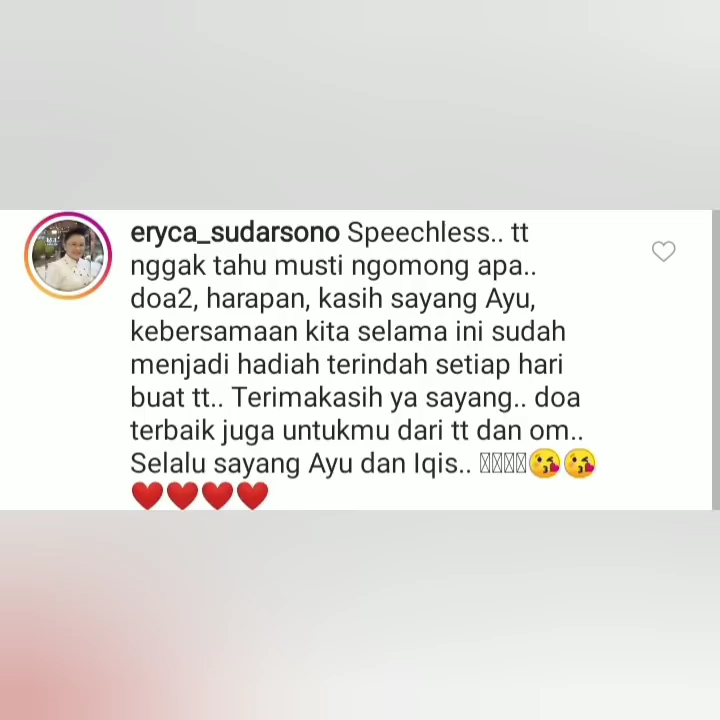 eryca_sudarsono Speechless.. tt
nggak tahu musti ngomong apa..
doa2, harapan, kasih sayang Ayu,
kebersamaan kita selama ini sudah
menjadi hadiah terindah setiap hari
buat tt.. Terimakasih ya sayang.. doa
terbaik juga untukmu dari tt dan om..
Selalu sayang Ayu dan Iqis.. 😘😘
❤️❤️❤️❤️